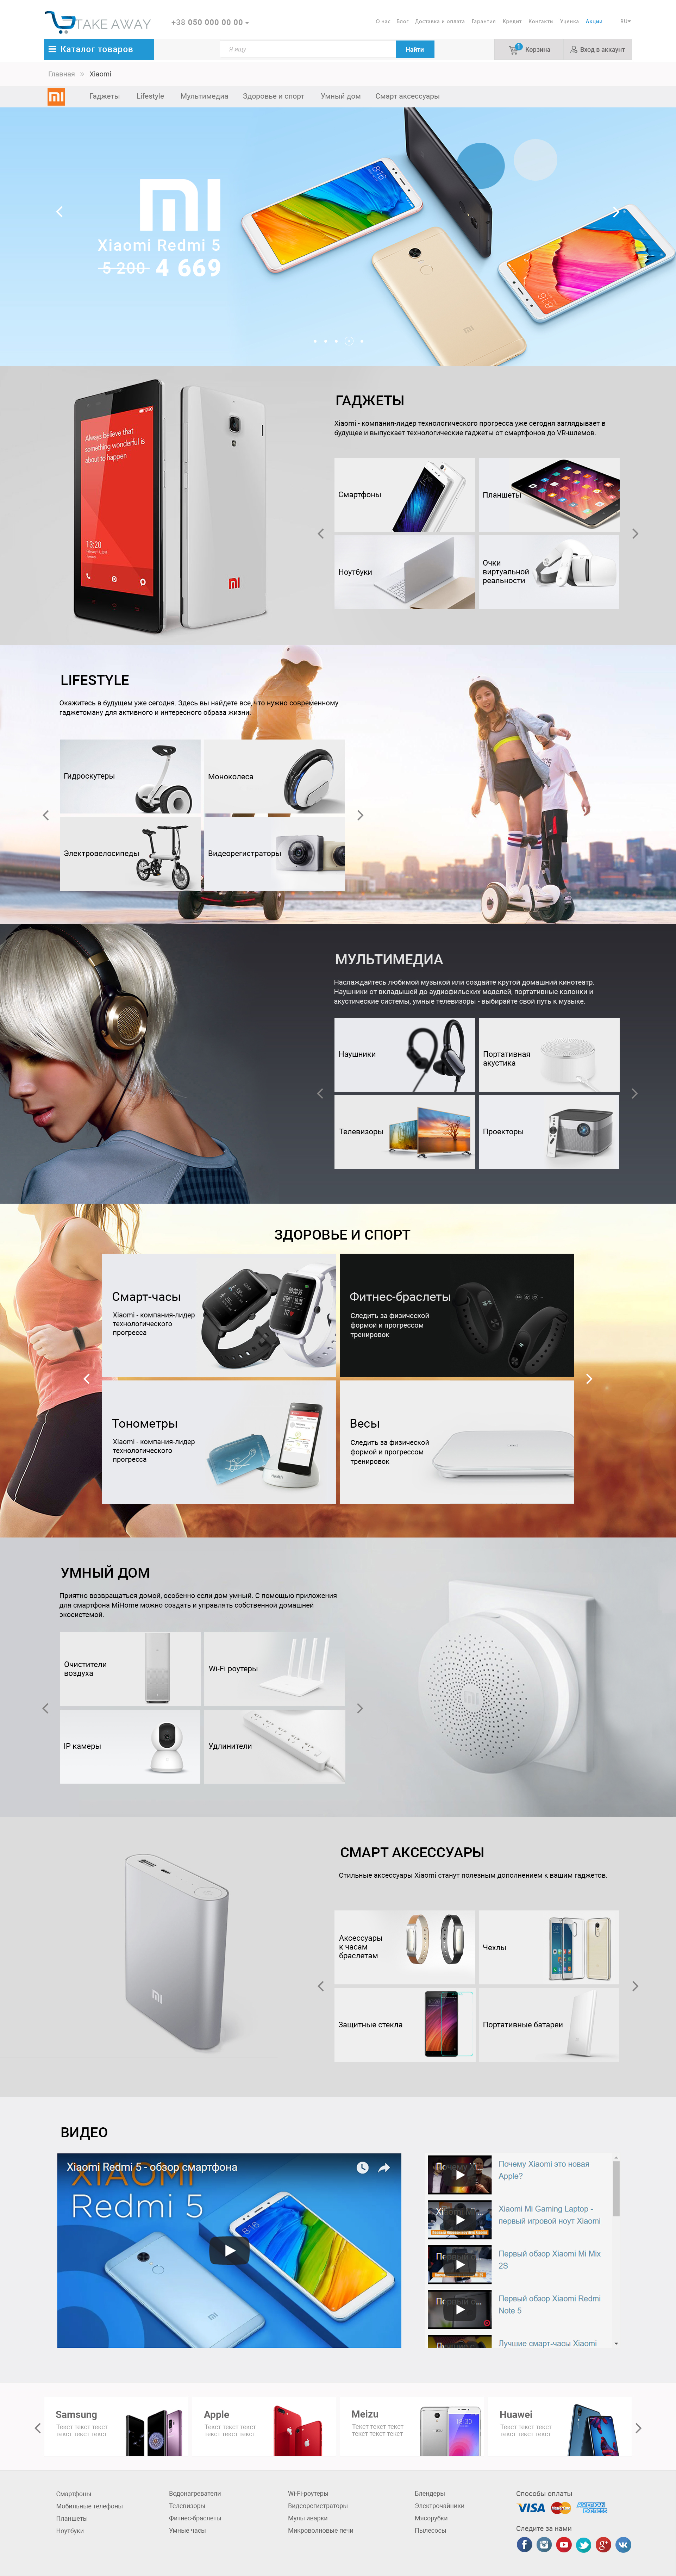 TAKE AWAY
+38 050 000 00 00
О нас Блог Доставка и оплата Гарантия Кредит Контакты Уценка Акции RU
Каталог товаров
Я ищу
Найти
1
Корзина
Вход в аккаунт
Главная > Xiaomi
Гаджеты Lifestyle Мультимедиа Здоровье и спорт Умный дом Смарт аксессуары
Xiaomi Redmi 5
5 200 4 669
ГАДЖЕТЫ
Xiaomi - компания-лидер технологического прогресса уже сегодня заглядывает в
будущее и выпускает технологические гаджеты от смартфонов до VR-шлемов.
Always believe that
something wonderful is
about to happen
13:20
Смартфоны
Планшеты
Ноутбуки
Очки
виртуальной
реальности
LIFESTYLE
Окажитесь в будущем уже сегодня. Здесь вы найдете все, что нужно современному
гаджетоману для активного и интересного образа жизни.
Гидроскутеры
Моноколеса
Электровелосипеды
Видеорегистраторы
МУЛЬТИМЕДИА
Наслаждайтесь любимой музыкой или создайте крутой домашний кинотеатр.
Наушники от вкладышей до аудиофильских моделей, портативные колонки и
акустические системы, умные телевизоры - выбирайте свой путь к музыке.
Наушники
Портативная
акустика
Телевизоры
Проекторы
ЗДОРОВЬЕ И СПОРТ
Смарт-часы
Xiaomi - компания-лидер
технологического
прогресса
Фитнес-браслеты
Следить за физической
формой и прогрессом
тренировок
Тонометры
Xiaomi - компания-лидер
технологического
прогресса
Весы
Следить за физической
формой и прогрессом
тренировок
УМНЫЙ ДОМ
Приятно возвращаться домой, особенно если дом умный. С помощью приложения
для смартфона MiHome можно создать и управлять собственной домашней
экосистемой.
Очистители
воздуха
Wi-Fi роутеры
IP камеры
Удлинители
СМАРТ АКСЕССУАРЫ
Стильные аксессуары Xiaomi станут полезным дополнением к вашим гаджетов.
Аксессуары
к часам
браслетам
Чехлы
Защитные стекла
Портативные батареи
ВИДЕО
Xiaomi Redmi 5 - обзор смартфона
XIAOMI
Redmi 5
Почему Xiaomi это новая
Apple?
Xiaomi Mi Gaming Laptop -
первый игровой ноут Xiaomi
Первый обзор Xiaomi Mi Mix
2S
Первый обзор Xiaomi Redmi
Note 5
Лучшие смарт-часы Xiaomi
Samsung
Текст текст текст
текст текст текст
Apple
Текст текст текст
текст текст текст
Meizu
Текст текст текст
текст текст текст
Huawei
Текст текст текст
текст текст текст
Смартфоны
Мобильные телефоны
Планшеты
Ноутбуки
Водонагреватели
Телевизоры
Фитнес-браслеты
Умные часы
Wi-Fi-роутеры
Видеорегистраторы
Мультиварки
Микроволновые печи
Блендеры
Электрочайники
Мясорубки
Пылесосы
Способы оплаты
VISA MasterCard AMERICAN EXPRESS
Следите за нами